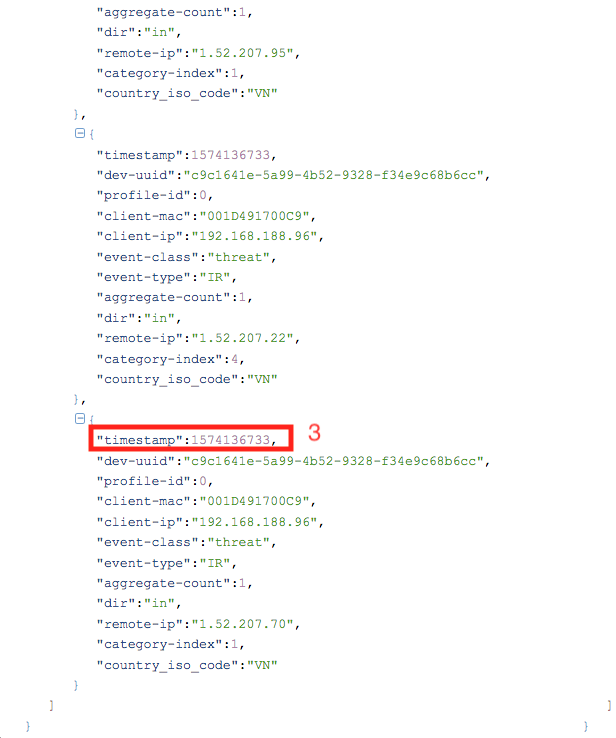 "aggregate-count":1,
"dir":"in",
"remote-ip":"1.52.207.95",
"category-index":1,
"country_iso_code":"VN"
},
{
"timestamp":1574136733,
"dev-uuid":"c9c1641e-5a99-4b52-9328-f34e9c68b6cc",
"profile-id":0,
"client-mac":"001D491700C9",
"client-ip":"192.168.188.96",
"event-class":"threat",
"event-type":"IR",
"aggregate-count":1,
"dir":"in",
"remote-ip":"1.52.207.22",
"category-index":4,
"country_iso_code":"VN"
},
{
"timestamp":1574136733, 3
"dev-uuid":"c9c1641e-5a99-4b52-9328-f34e9c68b6cc",
"profile-id":0,
"client-mac":"001D491700C9",
"client-ip":"192.168.188.96",
"event-class":"threat",
"event-type":"IR",
"aggregate-count":1,
"dir":"in",
"remote-ip":"1.52.207.70",
"category-index":1,
"country_iso_code":"VN"
}
] ]
} }